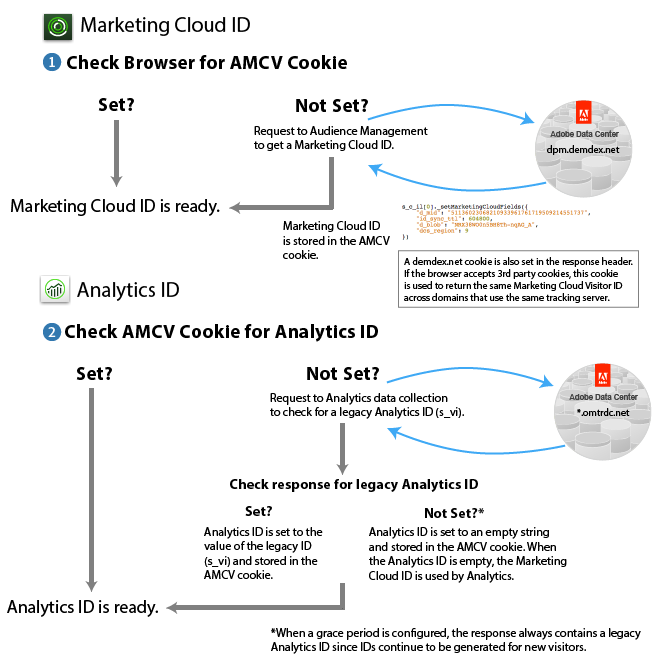 Marketing Cloud ID
1 Check Browser for AMCV Cookie
Set?
Not Set?
Request to Audience Management
to get a Marketing Cloud ID.
Adobe
Adobe Data Center
dpm.demdex.net
Marketing Cloud ID is ready.
Marketing Cloud ID
is stored in the AMCV
cookie.
s_c_il[0]._setMarketingCloudFields({
"id_sync_ttl": 604800,
"dcs_region": 9
})
A demdex.net cookie is also set in the response header.
If the browser accepts 3rd party cookies, this cookie
is used to return the same Marketing Cloud Visitor ID
across domains that use the same tracking server.
Analytics ID
2 Check AMCV Cookie for Analytics ID
Set?
Not Set?
Request to Analytics data collection
to check for a legacy Analytics ID (s_vi).
Adobe
Adobe Data Center
*.omtrdc.net
Check response for legacy Analytics ID
Set?
Analytics ID is set to the
value of the legacy ID
(s_vi) and stored in the
AMCV cookie.
Not Set?*
Analytics ID is set to an empty string
and stored in the AMCV cookie. When
the Analytics ID is empty, the Marketing
Cloud ID is used by Analytics.
Analytics ID is ready.
*When a grace period is configured, the response always contains a legacy
Analytics ID since IDs continue to be generated for new visitors.